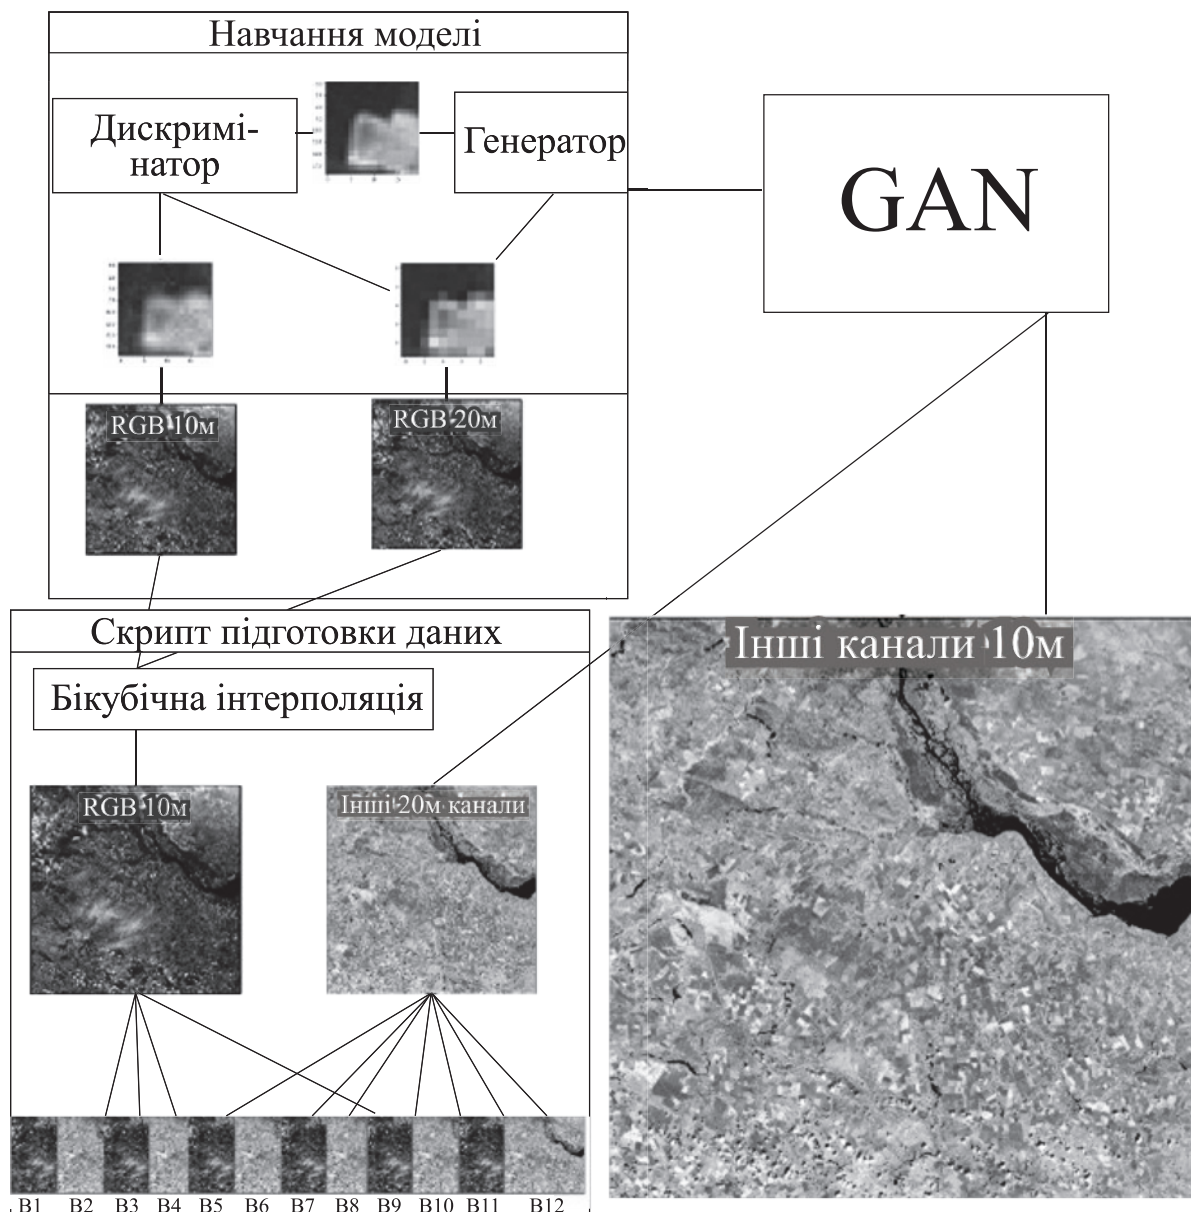 Навчання моделі
Дискримі-
натор
Генератор
GAN
RGB 10м
RGB 20м
Скрипт підготовки даних
Бікубічна інтерполяція
RGB 10м
Інші 20м канали
Інші канали 10м
B1 B2 B3 B4 B5 B6 B7 B8 B9 B10 B11 B12